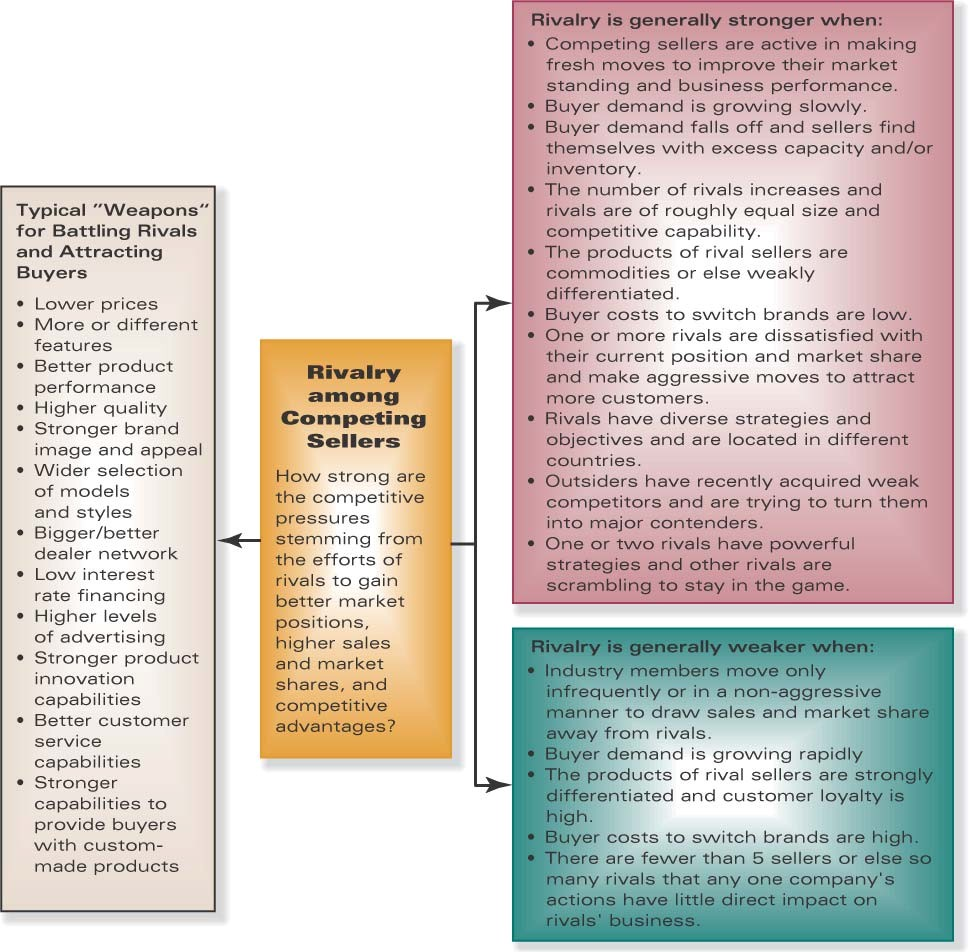 Typical "Weapons"
for Battling Rivals
and Attracting
Buyers
• Lower prices
• More or different
features
• Better product
performance
• Higher quality
• Stronger brand
image and appeal
• Wider selection
of models
and styles
• Bigger/better
dealer network
• Low interest
rate financing
• Higher levels
of advertising
• Stronger product
innovation
capabilities
• Better customer
service
capabilities
• Stronger
capabilities to
provide buyers
with custom-
made products
Rivalry
among
Competing
Sellers
How strong are
the competitive
pressures
stemming from
the efforts of
rivals to gain
better market
positions,
higher sales
and market
shares, and
competitive
advantages?
Rivalry is generally stronger when:
• Competing sellers are active in making
fresh moves to improve their market
standing and business performance.
• Buyer demand is growing slowly.
• Buyer demand falls off and sellers find
themselves with excess capacity and/or
inventory.
• The number of rivals increases and
rivals are of roughly equal size and
competitive capability.
• The products of rival sellers are
commodities or else weakly
differentiated.
• Buyer costs to switch brands are low.
• One or more rivals are dissatisfied with
their current position and market share
and make aggressive moves to attract
more customers.
• Rivals have diverse strategies and
objectives and are located in different
countries.
• Outsiders have recently acquired weak
competitors and are trying to turn them
into major contenders.
• One or two rivals have powerful
strategies and other rivals are
scrambling to stay in the game.
Rivalry is generally weaker when:
• Industry members move only
infrequently or in a non-aggressive
manner to draw sales and market share
away from rivals.
• Buyer demand is growing rapidly
• The products of rival sellers are strongly
differentiated and customer loyalty is
high.
• Buyer costs to switch brands are high.
• There are fewer than 5 sellers or else so
many rivals that any one company's
actions have little direct impact on
rivals' business.